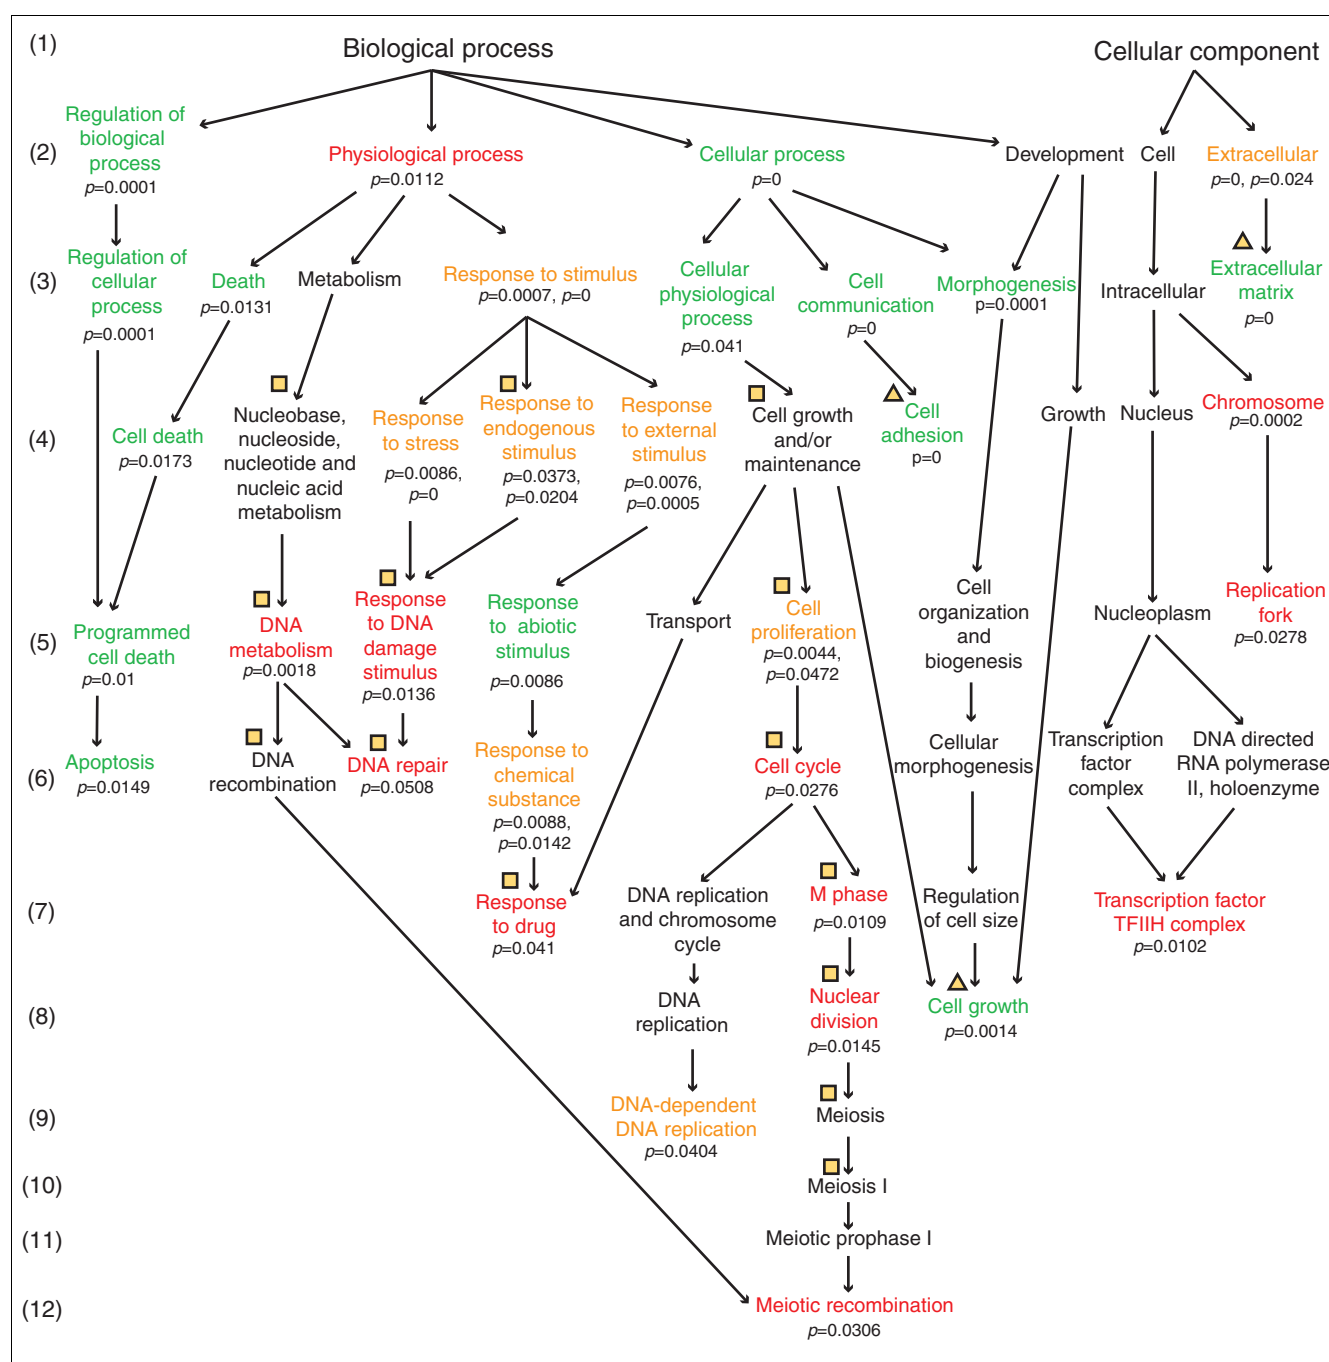 (1)
Biological process
Cellular component
(2)
Regulation of
biological
process
p=0.0001
Physiological process
p=0.0112
Cellular process
p=0
Development
Cell
Extracellular
p=0, p=0.024
(3)
Regulation of
cellular
process
p=0.0001
Death
p=0.0131
Metabolism
Response to stimulus
p=0.0007, p=0
Cellular
physiological
process
p=0.041
Cell
communication
p=0
Morphogenesis
p=0.0001
Intracellular
Extracellular
matrix
p=0
(4)
Cell death
p=0.0173
Nucleobase,
nucleoside,
nucleotide and
nucleic acid
metabolism
Response
to stress
p=0.0086,
p=0
Response to
endogenous
stimulus
p=0.0373,
p=0.0204
Response
to external
stimulus
p=0.0076,
p=0.0005
Cell growth
and/or
maintenance
Cell
adhesion
p=0
Growth
Nucleus
Chromosome
p=0.0002
(5)
Programmed
cell death
p=0.01
DNA
metabolism
p=0.0018
Response
to DNA
damage
stimulus
p=0.0136
Response
to abiotic
stimulus
p=0.0086
Transport
Cell
proliferation
p=0.0044,
p=0.0472
Cell
organization
and
biogenesis
Nucleoplasm
Replication
fork
p=0.0278
(6)
Apoptosis
p=0.0149
DNA
recombination
DNA repair
p=0.0508
Response to
chemical
substance
p=0.0088,
p=0.0142
Cell cycle
p=0.0276
Cellular
morphogenesis
Transcription
factor
complex
DNA directed
RNA polymerase
II, holoenzyme
(7)
Response
to drug
p=0.041
DNA replication
and chromosome
cycle
M phase
p=0.0109
Regulation
of cell size
Transcription factor
TFIIH complex
p=0.0102
(8)
DNA
replication
Nuclear
division
p=0.0145
Cell growth
p=0.0014
(9)
DNA-dependent
DNA replication
p=0.0404
Meiosis
(10)
Meiosis I
(11)
Meiotic prophase I
(12)
Meiotic recombination
p=0.0306